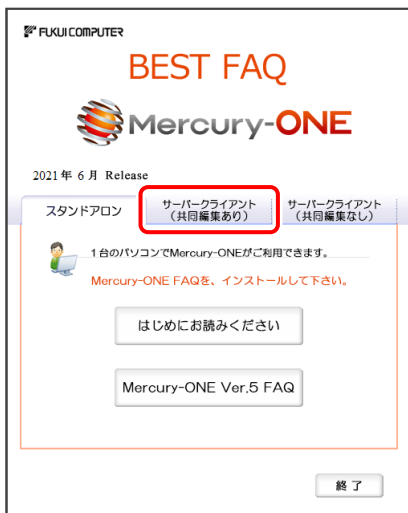 FUKUI COMPUTER
BEST FAQ
Mercury-ONE
2021年 6月 Release
スタンドアロン
サーバークライアント
（共同編集あり）
サーバークライアント
（共同編集なし）
1台のパソコンでMercury-ONEがご利用できます。
Mercury-ONE FAQを、インストールして下さい。
はじめにお読みください
Mercury-ONE Ver.5 FAQ
終了